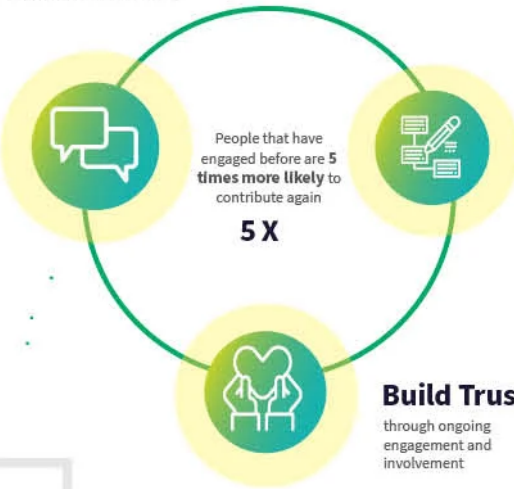 People that have
engaged before are 5
times more likely to
contribute again
5 X
Build Trus
through ongoing
engagement and
involvement